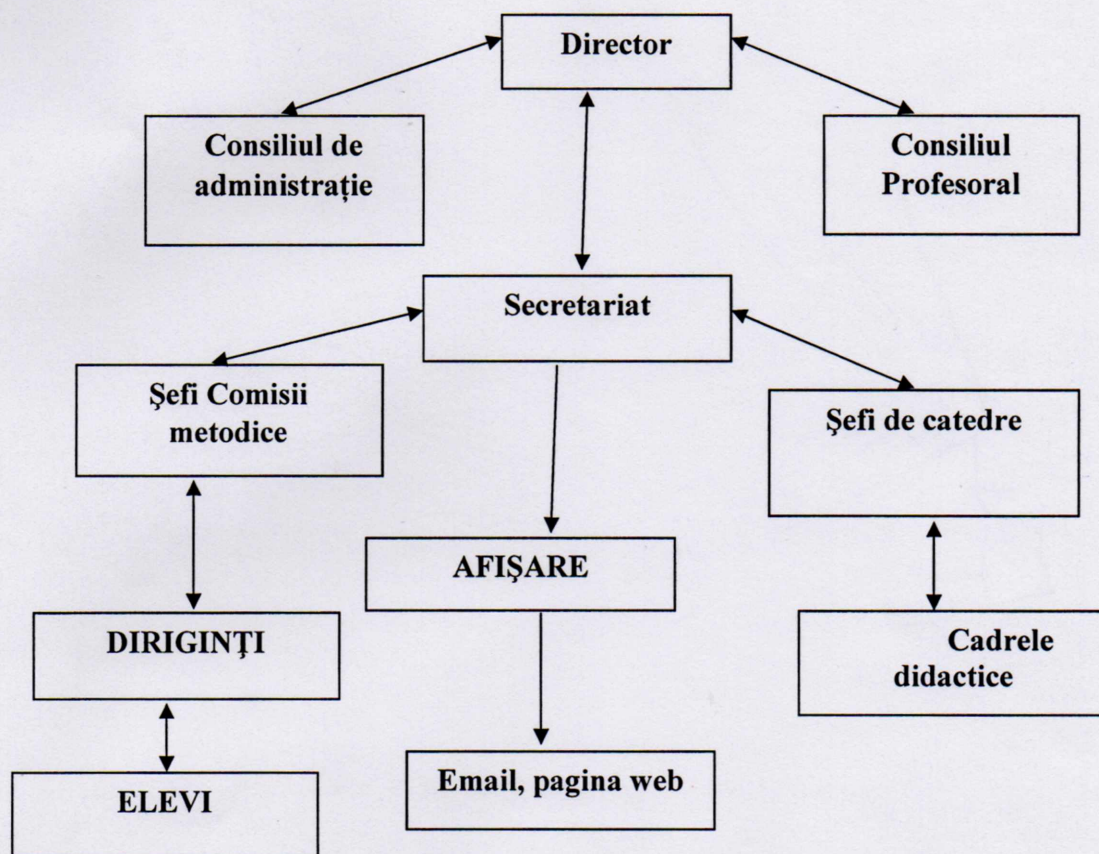 Director
Consiliul de
administrație
Consiliul
Profesoral
Secretariat
Şefi Comisii
metodice
Şefi de catedre
AFIŞARE
DIRIGINŢI
Cadrele
didactice
Email, pagina web
ELEVI